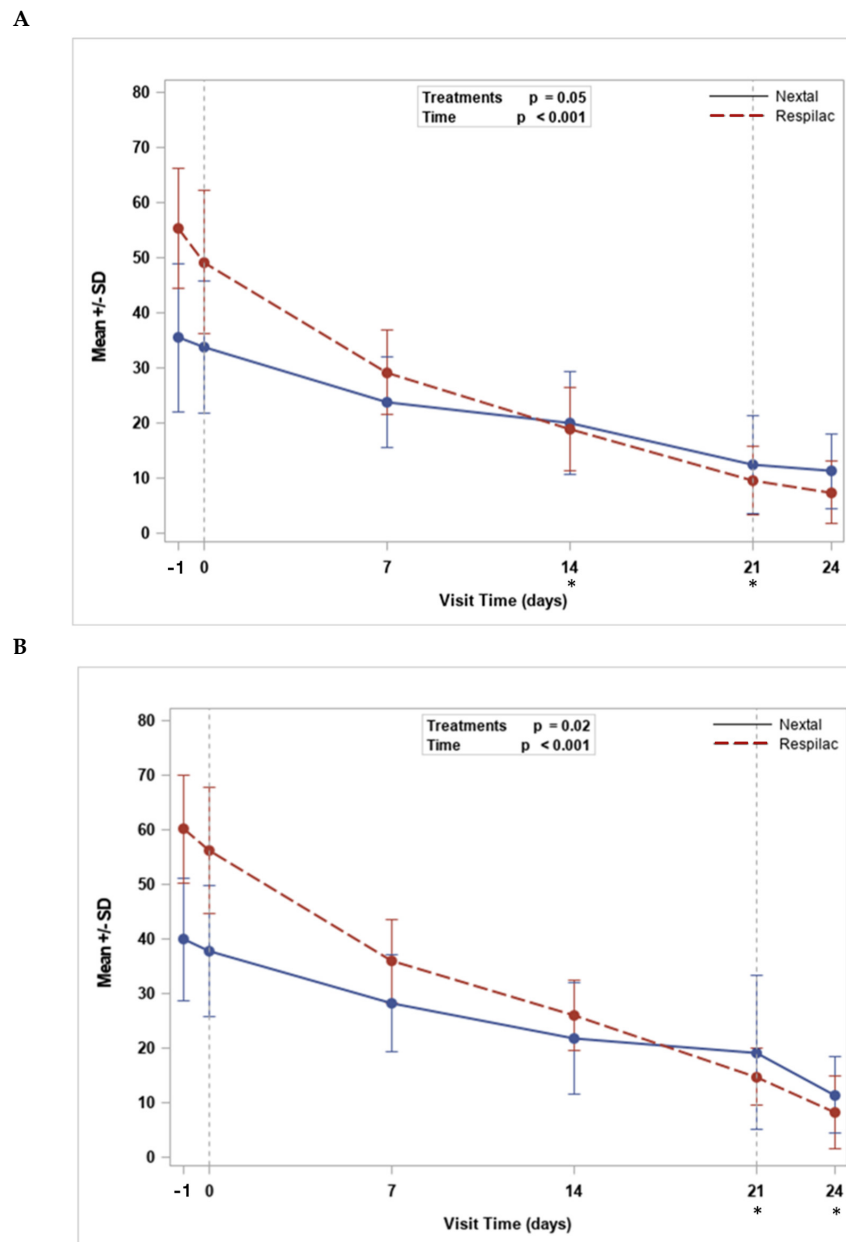 A
Treatments p = 0.05
Time p < 0.001
Nextal
Respilac
80
70
60
50
40
30
20
10
0
Mean +/- SD
-1 0 7 14 21 24
* *
Visit Time (days)
B
Treatments p = 0.02
Time p < 0.001
Nextal
Respilac
80
70
60
50
40
30
20
10
0
Mean +/- SD
-1 0 7 14 21 24
* *
Visit Time (days)